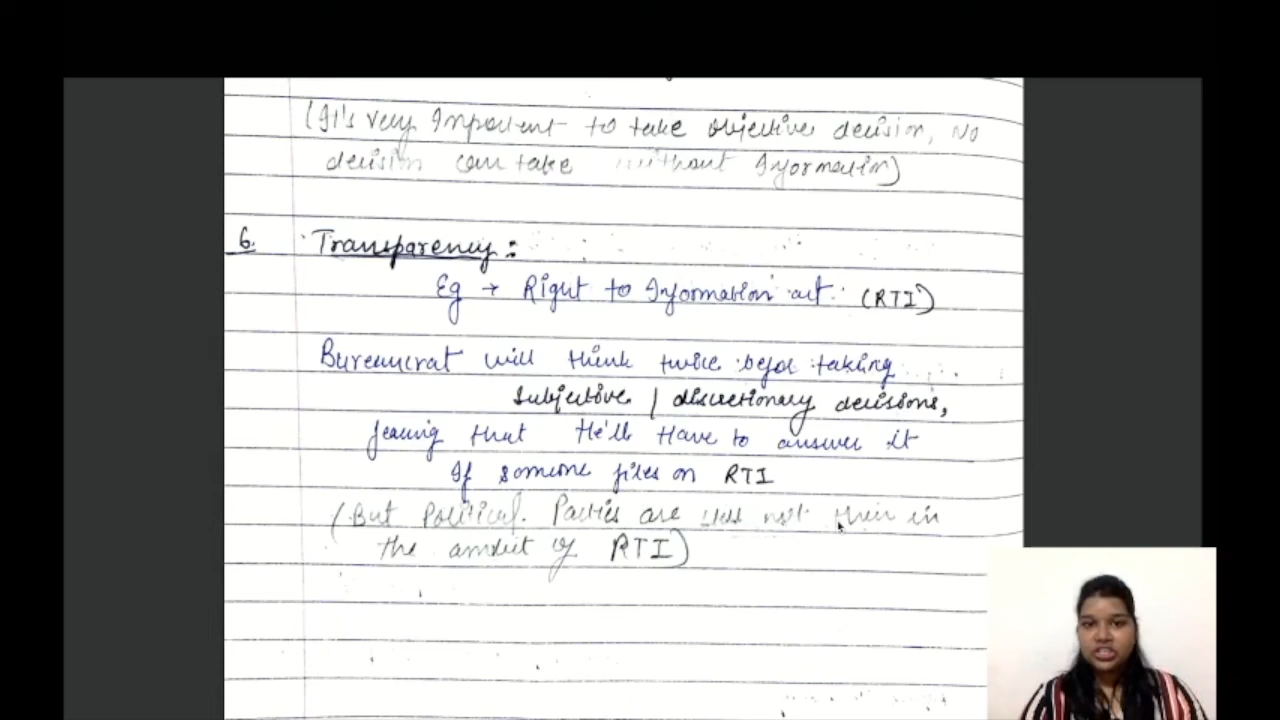 (It's very Important to take objective decision, No
decision can take without Information)
6. Transparency :
Eg → Right to Information act. (RTI)
Bureaucrat will think twice befor taking
Subjective / discretionary decisions,
fearing that He'll Have to answer it
If someone files on RTI
(But Political Parties are still not their in
the ambit of RTI)